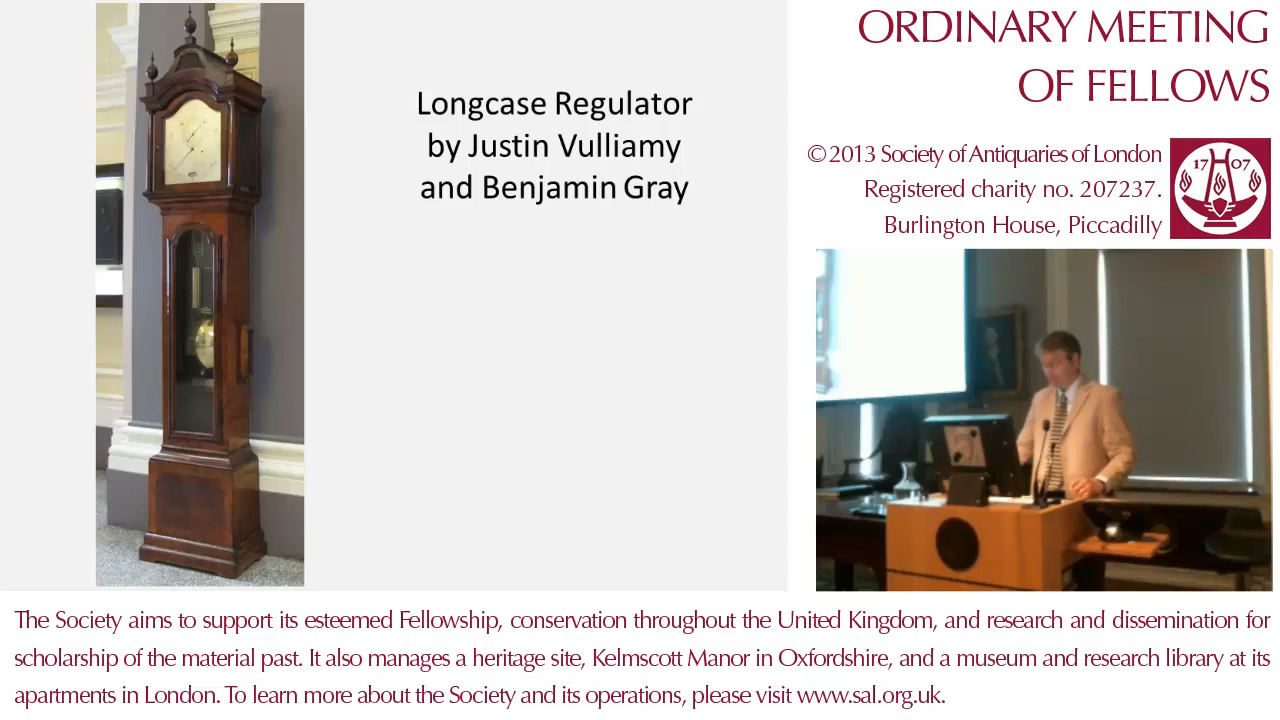 Longcase Regulator
by Justin Vulliamy
and Benjamin Gray
ORDINARY MEETING
OF FELLOWS
© 2013 Society of Antiquaries of London
Registered charity no. 207237.
Burlington House, Piccadilly
17 07
The Society aims to support its esteemed Fellowship, conservation throughout the United Kingdom, and research and dissemination for
scholarship of the material past. It also manages a heritage site, Kelmscott Manor in Oxfordshire, and a museum and research library at its
apartments in London. To learn more about the Society and its operations, please visit www.sal.org.uk.